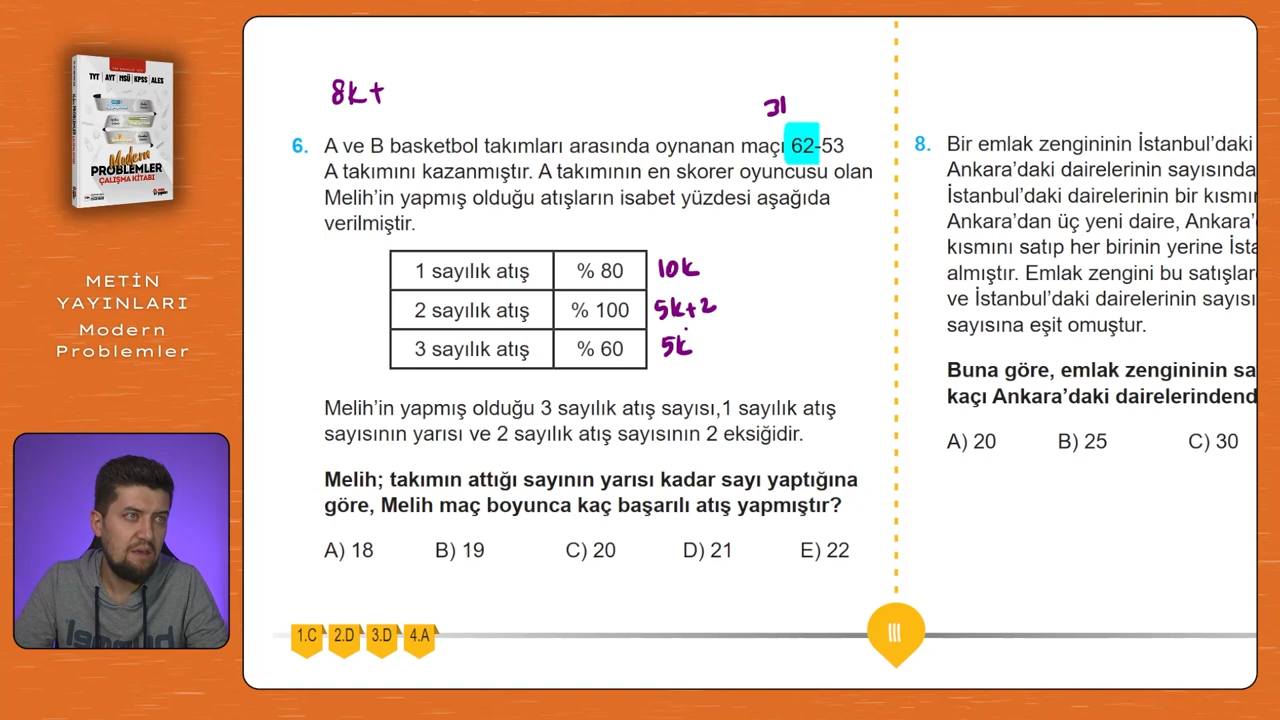 TYT | AYT | MSÜ | KPSS | ALES
Modern
PROBLEMLER
ÇALIŞMA KİTABI
METİN
YAYINLARI
Modern
Problemler
8k+
31
6. A ve B basketbol takımları arasında oynanan maçı 62-53
A takımını kazanmıştır. A takımının en skorer oyuncusu olan
Melih’in yapmış olduğu atışların isabet yüzdesi aşağıda
verilmiştir.
1 sayılık atış % 80 10k
2 sayılık atış % 100 5k+2
3 sayılık atış % 60 5k
Melih’in yapmış olduğu 3 sayılık atış sayısı,1 sayılık atış
sayısının yarısı ve 2 sayılık atış sayısının 2 eksiğidir.
Melih; takımın attığı sayının yarısı kadar sayı yaptığına
göre, Melih maç boyunca kaç başarılı atış yapmıştır?
A) 18 B) 19 C) 20 D) 21 E) 22
1.C 2.D 3.D 4.A
III
8. Bir emlak zengininin İstanbul’daki
Ankara’daki dairelerinin sayısında
İstanbul’daki dairelerinin bir kısmı
Ankara’dan üç yeni daire, Ankara’
kısmını satıp her birinin yerine İsta
almıştır. Emlak zengini bu satışlar
ve İstanbul’daki dairelerinin sayısı
sayısına eşit omuştur.
Buna göre, emlak zengininin sa
kaçı Ankara’daki dairelerindend
A) 20 B) 25 C) 30